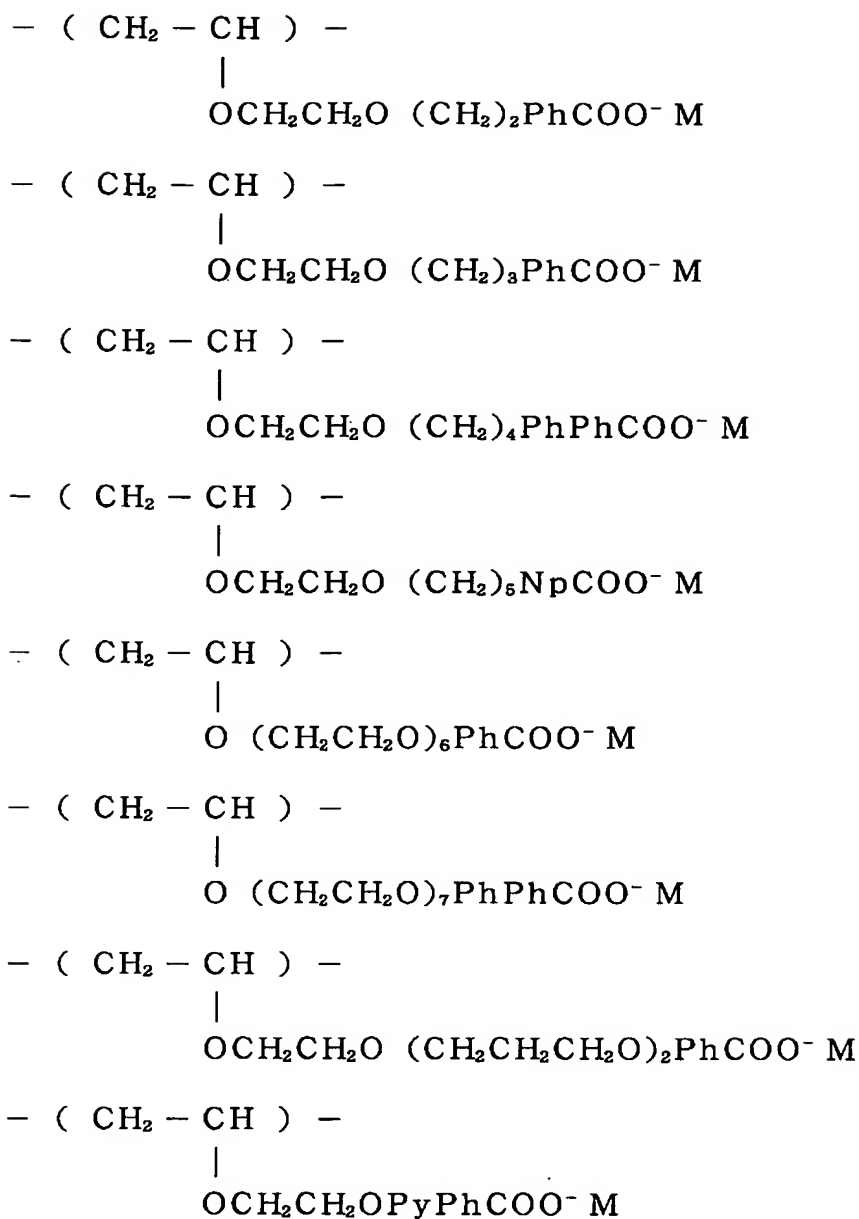 — ( CH₂ — CH ) —
|
OCH₂CH₂O (CH₂)₂PhCOO⁻ M
— ( CH₂ — CH ) —
|
OCH₂CH₂O (CH₂)₃PhCOO⁻ M
— ( CH₂ — CH ) —
|
OCH₂CH₂O (CH₂)₄PhPhCOO⁻ M
— ( CH₂ — CH ) —
|
OCH₂CH₂O (CH₂)₅NpCOO⁻ M
— ( CH₂ — CH ) —
|
O (CH₂CH₂O)₆PhCOO⁻ M
— ( CH₂ — CH ) —
|
O (CH₂CH₂O)₇PhPhCOO⁻ M
— ( CH₂ — CH ) —
|
OCH₂CH₂O (CH₂CH₂CH₂O)₂PhCOO⁻ M
— ( CH₂ — CH ) —
|
OCH₂CH₂OPyPhCOO⁻ M